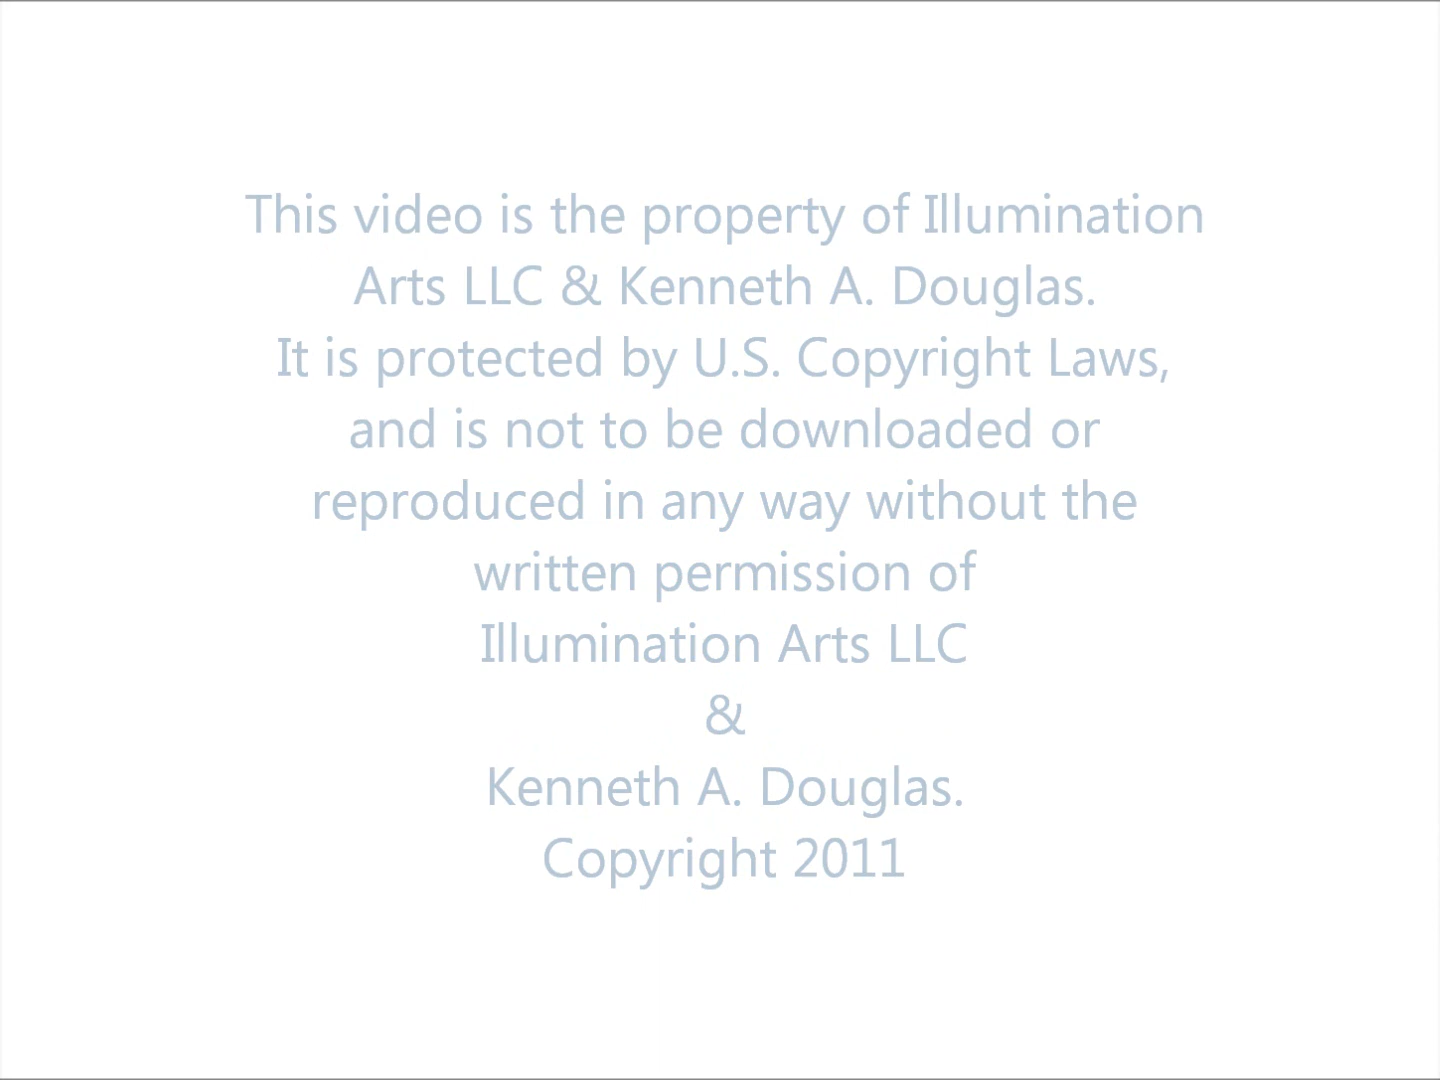 This video is the property of Illumination
Arts LLC & Kenneth A. Douglas.
It is protected by U.S. Copyright Laws,
and is not to be downloaded or
reproduced in any way without the
written permission of
Illumination Arts LLC
&
Kenneth A. Douglas.
Copyright 2011